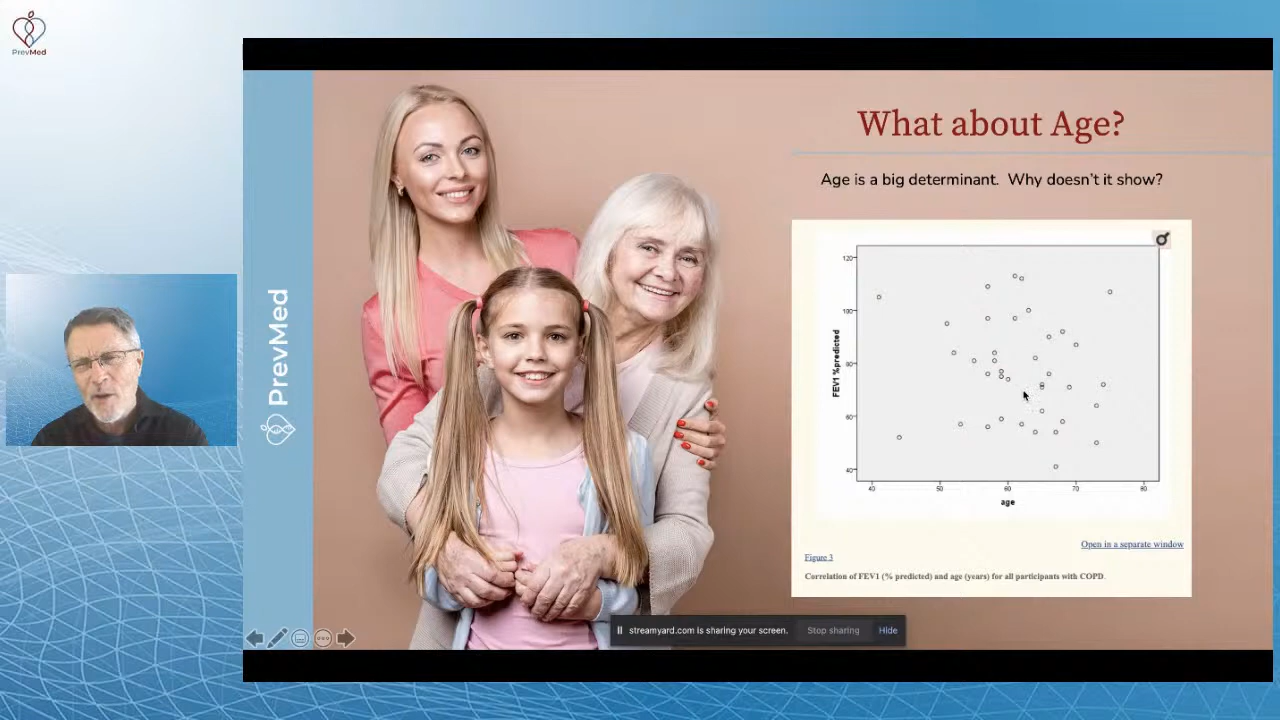 PrevMed
PrevMed
What about Age?
Age is a big determinant.  Why doesn't it show?
120
100
80
60
40
FEV1 %predicted
40
50
60
70
80
age
Open in a separate window
Figure 3
Correlation of FEV1 (% predicted) and age (years) for all participants with COPD.
streamyard.com is sharing your screen.
Stop sharing
Hide